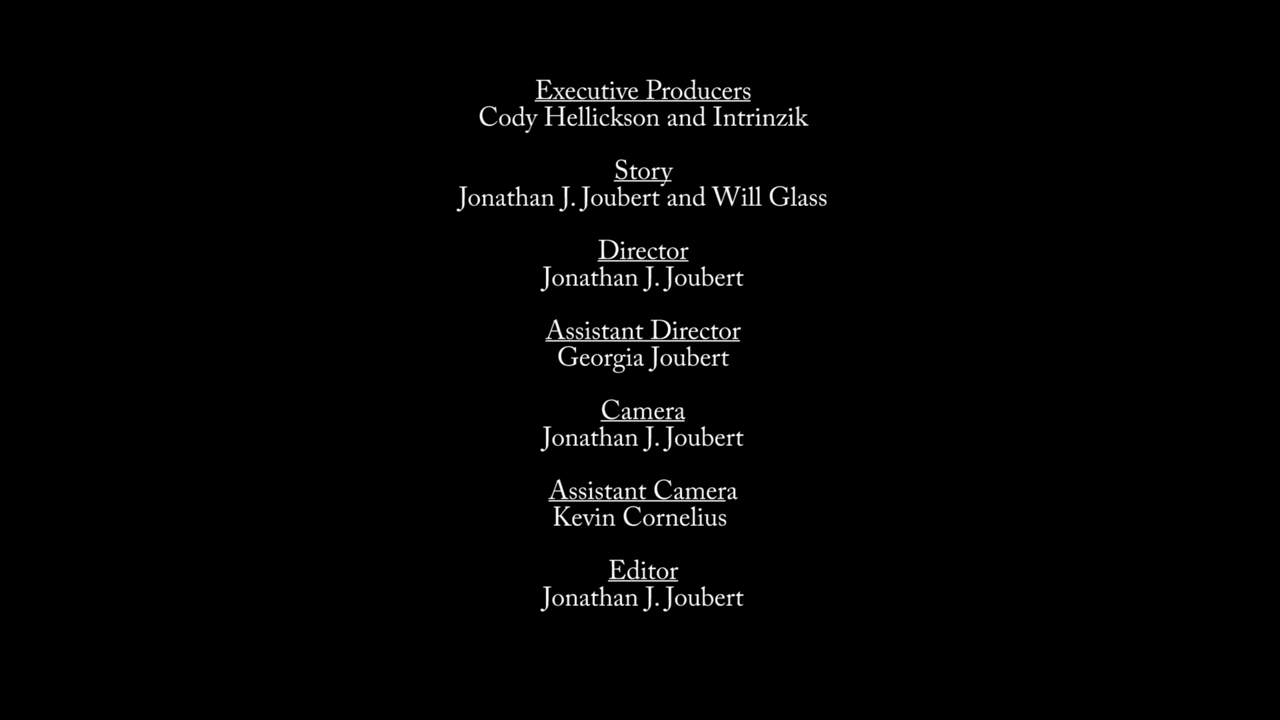 Executive Producers
Cody Hellickson and Intrinzik
Story
Jonathan J. Joubert and Will Glass
Director
Jonathan J. Joubert
Assistant Director
Georgia Joubert
Camera
Jonathan J. Joubert
Assistant Camera
Kevin Cornelius
Editor
Jonathan J. Joubert